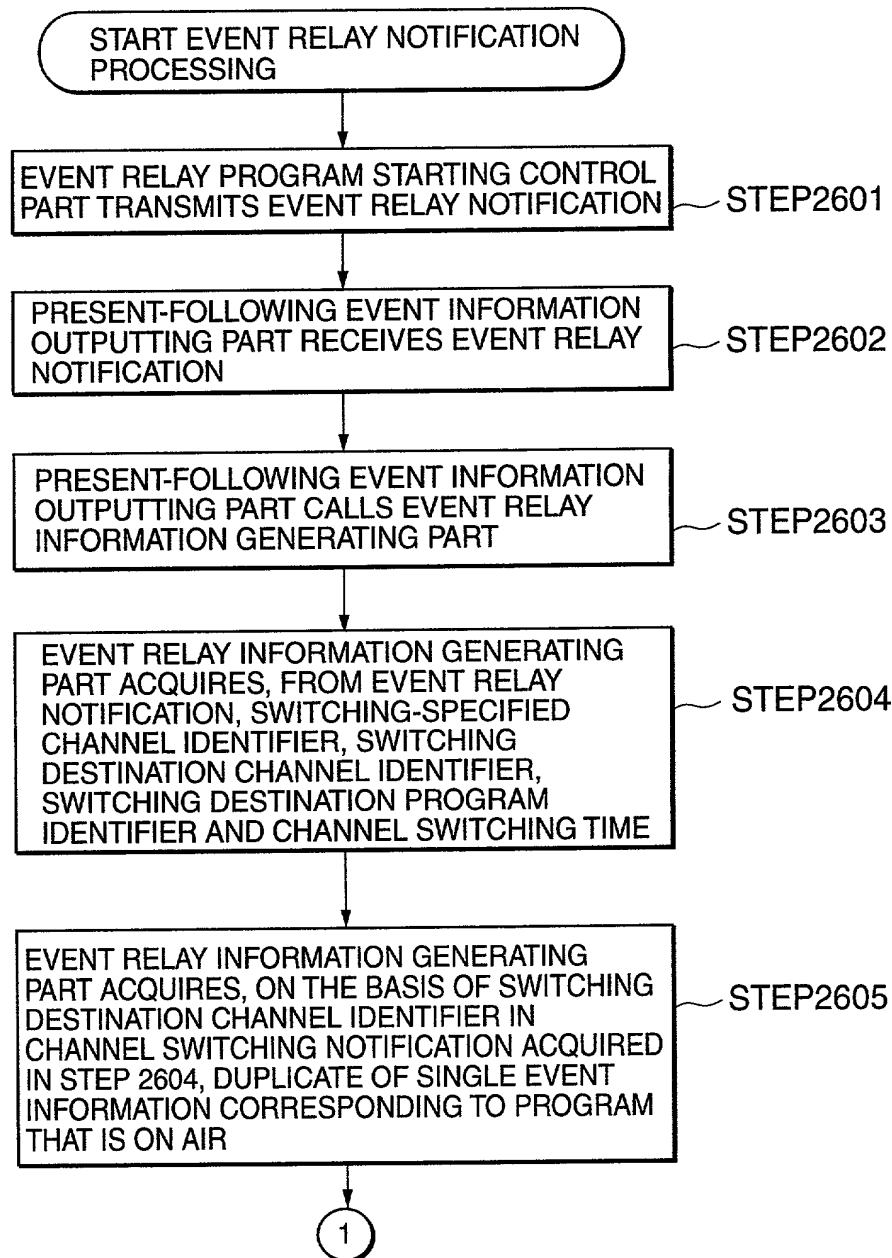 START EVENT RELAY NOTIFICATION
PROCESSING
EVENT RELAY PROGRAM STARTING CONTROL
PART TRANSMITS EVENT RELAY NOTIFICATION
STEP2601
PRESENT-FOLLOWING EVENT INFORMATION
OUTPUTTING PART RECEIVES EVENT RELAY
NOTIFICATION
STEP2602
PRESENT-FOLLOWING EVENT INFORMATION
OUTPUTTING PART CALLS EVENT RELAY
INFORMATION GENERATING PART
STEP2603
EVENT RELAY INFORMATION GENERATING
PART ACQUIRES, FROM EVENT RELAY
NOTIFICATION, SWITCHING-SPECIFIED
CHANNEL IDENTIFIER, SWITCHING
DESTINATION CHANNEL IDENTIFIER,
SWITCHING DESTINATION PROGRAM
IDENTIFIER AND CHANNEL SWITCHING TIME
STEP2604
EVENT RELAY INFORMATION GENERATING
PART ACQUIRES, ON THE BASIS OF SWITCHING
DESTINATION CHANNEL IDENTIFIER IN
CHANNEL SWITCHING NOTIFICATION ACQUIRED
IN STEP 2604, DUPLICATE OF SINGLE EVENT
INFORMATION CORRESPONDING TO PROGRAM
THAT IS ON AIR
STEP2605
1